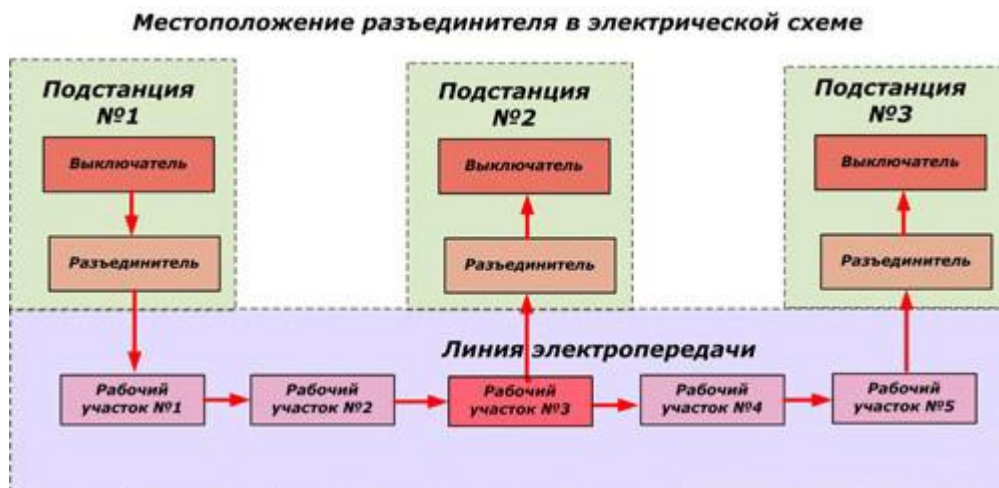 Местоположение разъединителя в электрической схеме
Подстанция
№1
Выключатель
Разъединитель
Подстанция
№2
Выключатель
Разъединитель
Подстанция
№3
Выключатель
Разъединитель
Линия электропередачи
Рабочий
участок №1
Рабочий
участок №2
Рабочий
участок №3
Рабочий
участок №4
Рабочий
участок №5